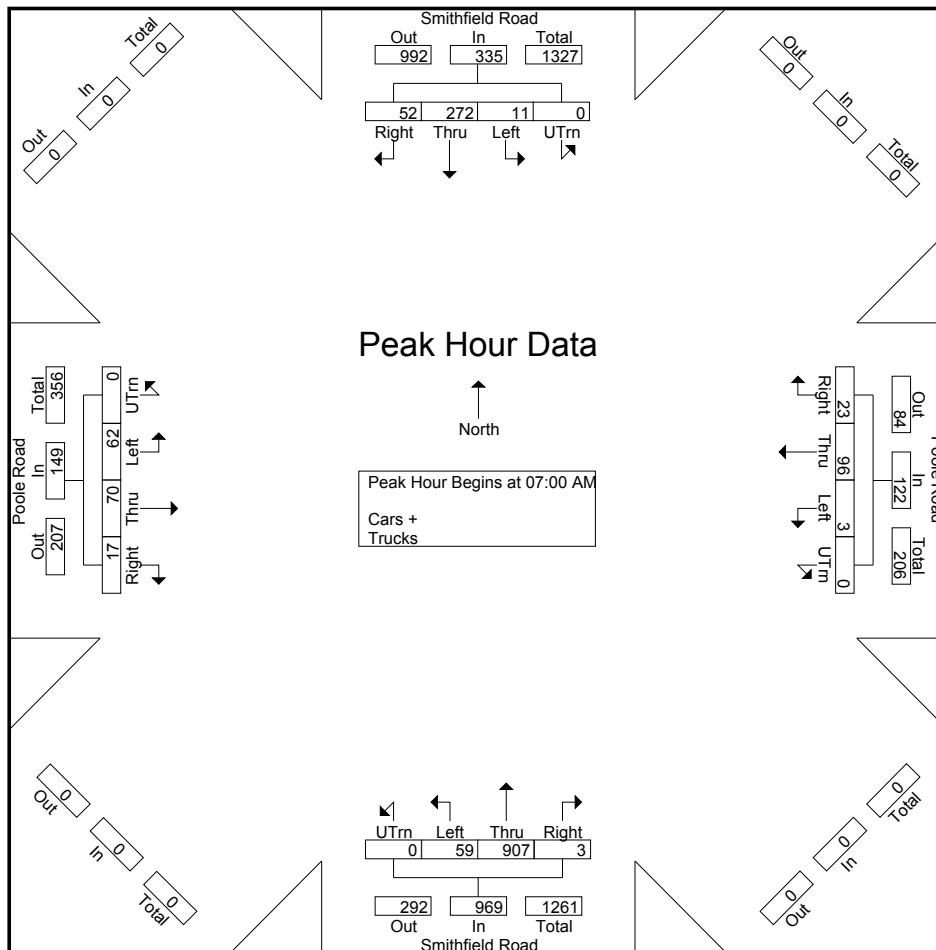 Smithfield Road
Out In Total
992 335 1327
52 272 11 0
Right Thru Left UTrn
Total
0
In
0
Out
0
Out
0
In
0
Total
0
Peak Hour Data
North
Peak Hour Begins at 07:00 AM
Cars +
Trucks
Poole Road
Total
356
In
149
Out
207
0
UTrn
62
Left
70
Thru
17
Right
Right
23
Thru
96
Left
3
UTrn
0
Out
84
In
122
Total
206
Poole Road
Out
0
In
0
Total
0
Total
0
In
0
Out
0
UTrn Left Thru Right
0 59 907 3
292 969 1261
Out In Total
Smithfield Road